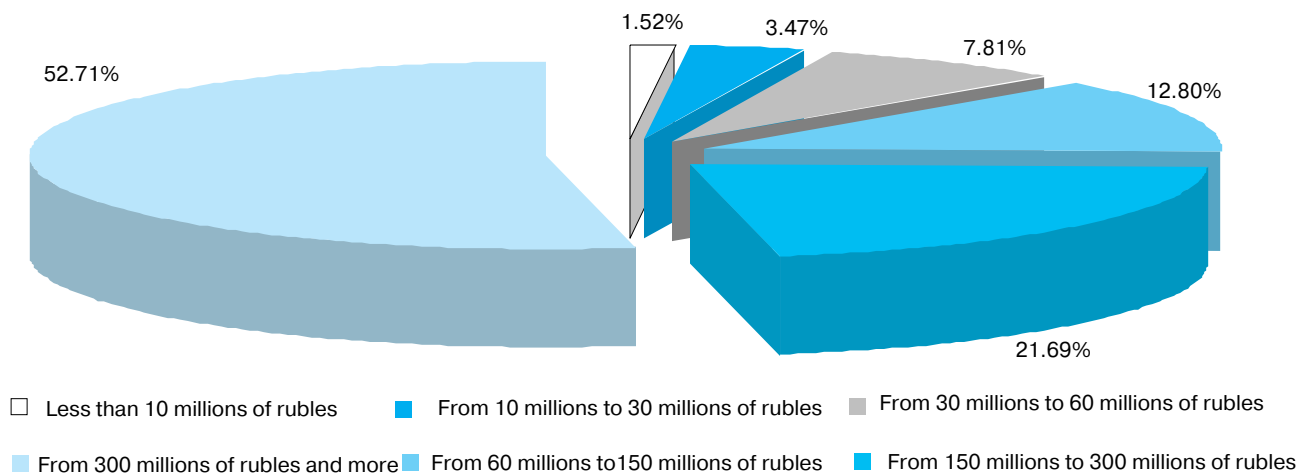 1.52%
3.47%
7.81%
52.71%
12.80%
21.69%
Less than 10 millions of rubles
From 10 millions to 30 millions of rubles
From 30 millions to 60 millions of rubles
From 300 millions of rubles and more
From 60 millions to150 millions of rubles
From 150 millions to 300 millions of rubles